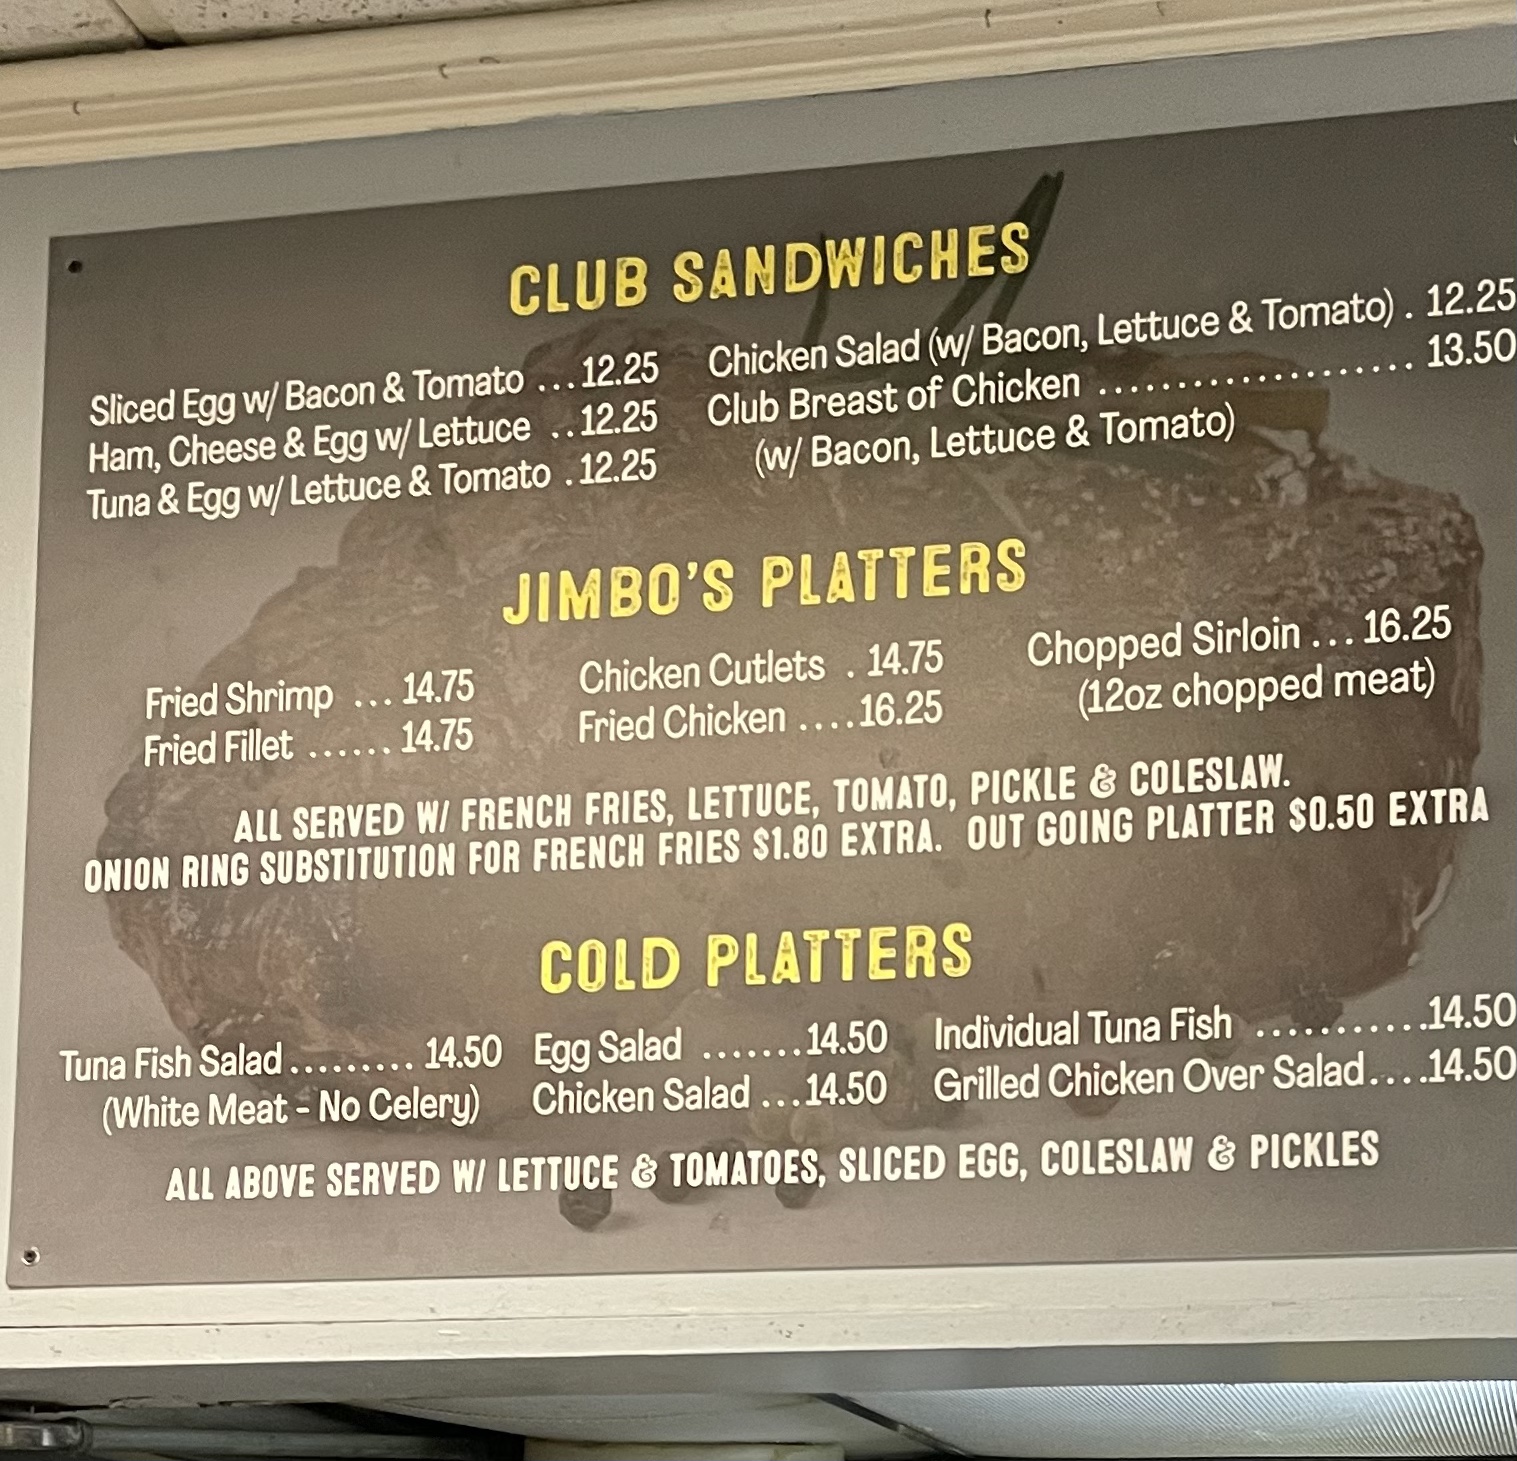 CLUB SANDWICHES
Sliced Egg w/ Bacon & Tomato ...12.25
Ham, Cheese & Egg w/ Lettuce ..12.25
Tuna & Egg w/ Lettuce & Tomato .12.25
Chicken Salad (w/ Bacon, Lettuce & Tomato) . 12.25
Club Breast of Chicken .................... 13.50
(w/ Bacon, Lettuce & Tomato)
JIMBO'S PLATTERS
Fried Shrimp ... 14.75
Fried Fillet ...... 14.75
Chicken Cutlets . 14.75
Fried Chicken ....16.25
Chopped Sirloin ... 16.25
(12oz chopped meat)
ALL SERVED W/ FRENCH FRIES, LETTUCE, TOMATO, PICKLE & COLESLAW.
ONION RING SUBSTITUTION FOR FRENCH FRIES $1.80 EXTRA. OUT GOING PLATTER $0.50 EXTRA
COLD PLATTERS
Tuna Fish Salad ......... 14.50
(White Meat - No Celery)
Egg Salad .......14.50
Chicken Salad ...14.50
Individual Tuna Fish ...........14.50
Grilled Chicken Over Salad....14.50
ALL ABOVE SERVED W/ LETTUCE & TOMATOES, SLICED EGG, COLESLAW & PICKLES